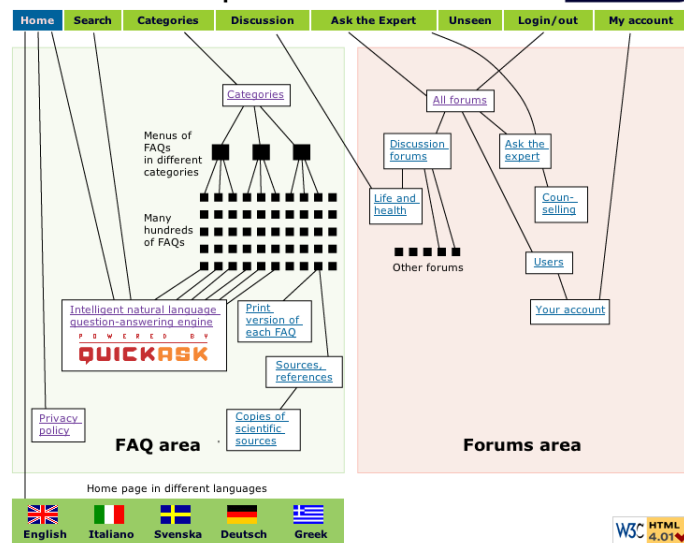 Home Search Categories Discussion Ask the Expert Unseen Login/out My account
Categories
All forums
Menus of
FAQs
in different
categories
Discussion
forums
Ask the
expert
Many
hundreds
of FAQs
Life and
health
Coun-
selling
Other forums
Users
Intelligent natural language
question-answering engine
POWERED BY
QUICKASK
Print
version of
each FAQ
Your account
Sources,
references
Privacy
policy
Copies of
scientific
sources
FAQ area
Forums area
Home page in different languages
English Italiano Svenska Deutsch Greek
W3C HTML
4.01